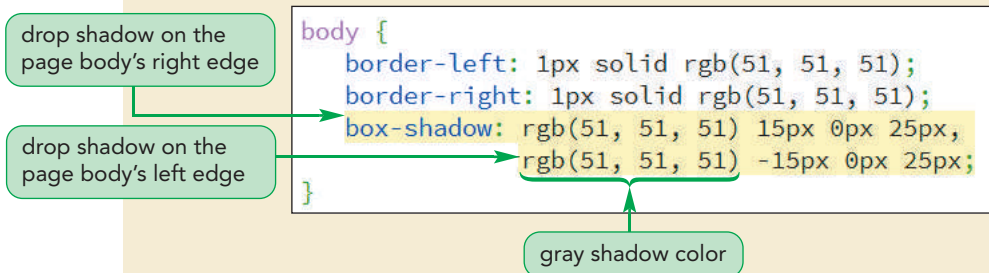 drop shadow on the
page body's right edge
drop shadow on the
page body's left edge
body {
border-left: 1px solid rgb(51, 51, 51);
border-right: 1px solid rgb(51, 51, 51);
box-shadow: rgb(51, 51, 51) 15px 0px 25px,
rgb(51, 51, 51) -15px 0px 25px;
}
gray shadow color